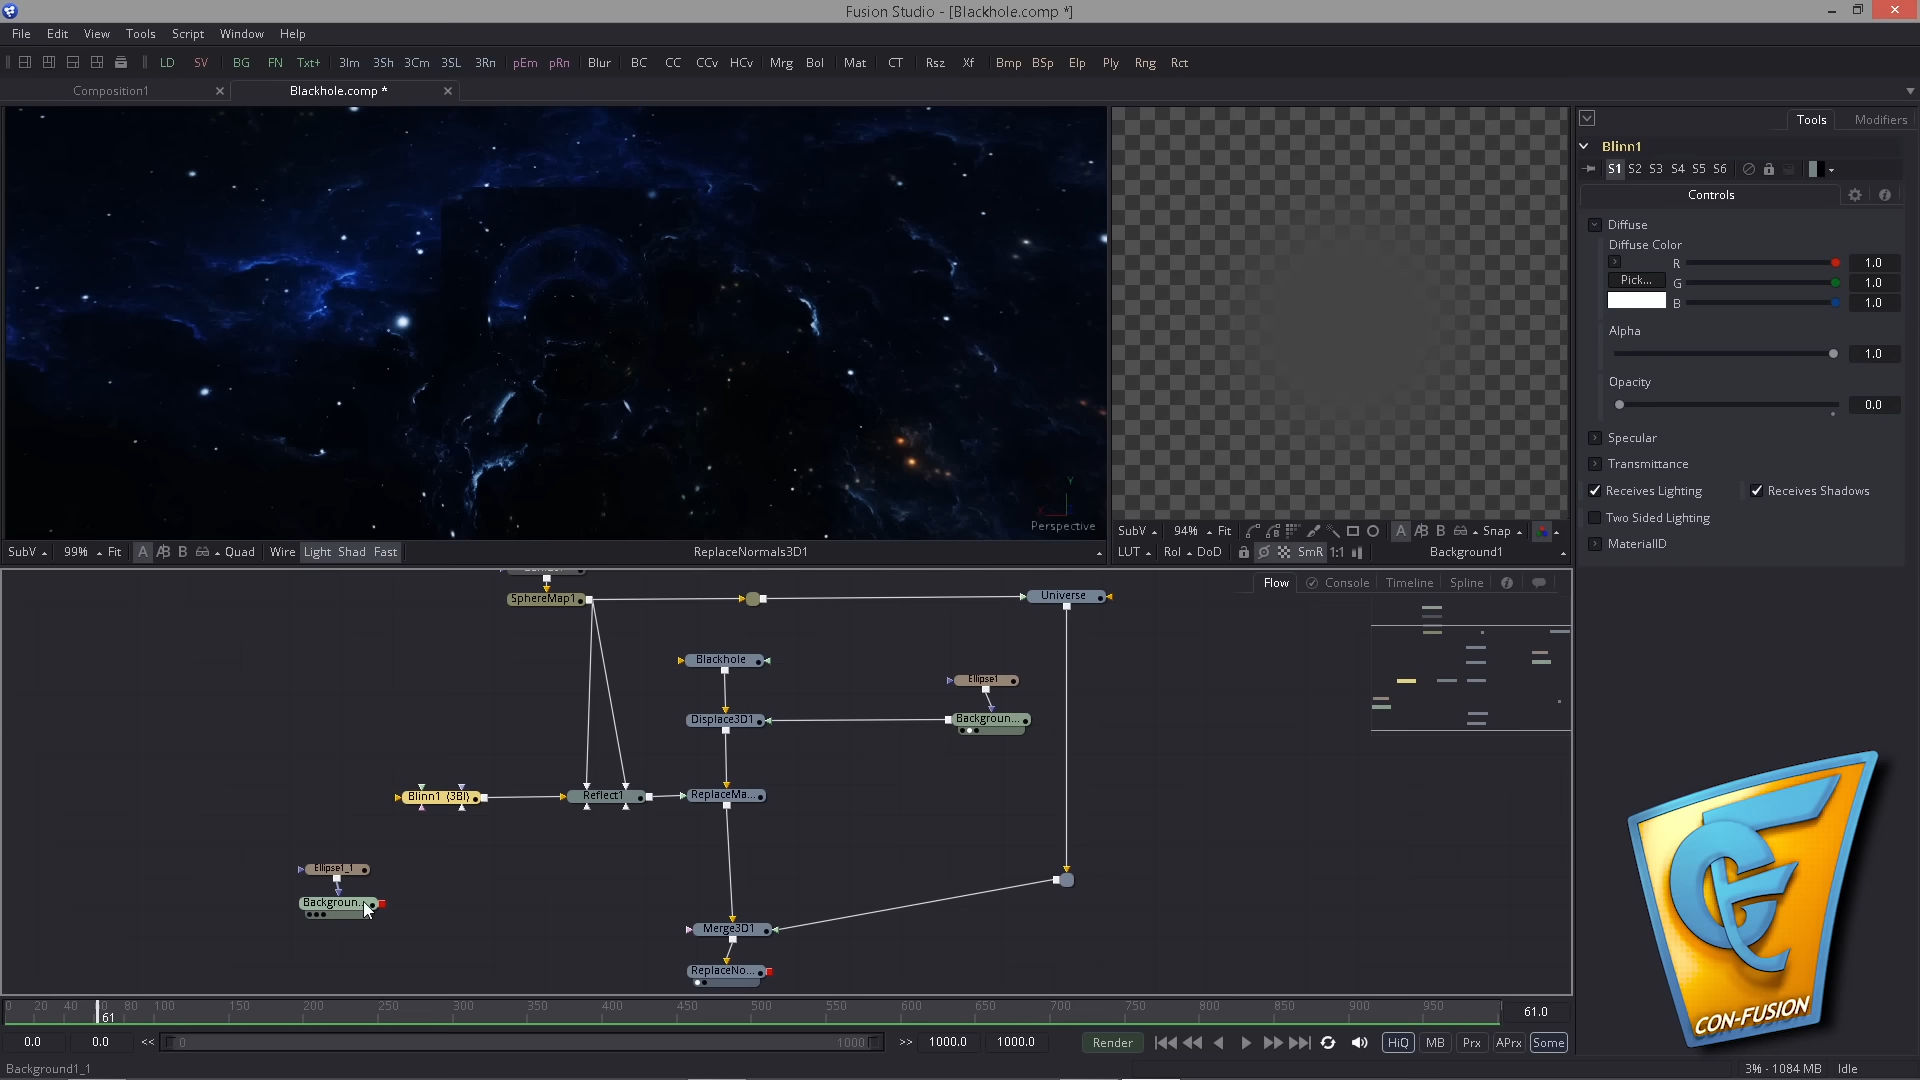 Fusion Studio - [Blackhole.comp *]
File Edit View Tools Script Window Help
LD SV BG FN Txt+ 3Im 3Sh 3Cm 3SL 3Rn pEm pRn Blur BC CC CCv HCv Mrg Bol Mat CT Rsz Xf Bmp BSp Elp Ply Rng Rct
Composition1 Blackhole.comp *
Tools Modifiers
Blinn1
S1 S2 S3 S4 S5 S6
Controls
Diffuse
Diffuse Color
R 1.0
Pick... G 1.0
B 1.0
Alpha
1.0
Opacity
0.0
Specular
Transmittance
Receives Lighting Receives Shadows
Two Sided Lighting
MaterialID
Y
X
Perspective
SubV 99% Fit A AB B Quad Wire Light Shad Fast ReplaceNormals3D1
SubV 94% Fit A AB B Snap
LUT RoI DoD SmR 1:1 Background1
Flow Console Timeline Spline
SphereMap1
Universe
Blackhole
Ellipse1
Displace3D1
Backgroun...
Blinn1 (3Bl)
Reflect1
ReplaceMa...
Ellipse1_1
Backgroun...
Merge3D1
ReplaceNo...
CON-FUSION
0 20 40 60 80 100 150 200 250 300 350 400 450 500 550 600 650 700 750 800 850 900 950
61 61.0
0.0 0.0 << 0 1000 >> 1000.0 1000.0 Render HiQ MB Prx APrx Some
Background1_1 3% - 1084 MB Idle